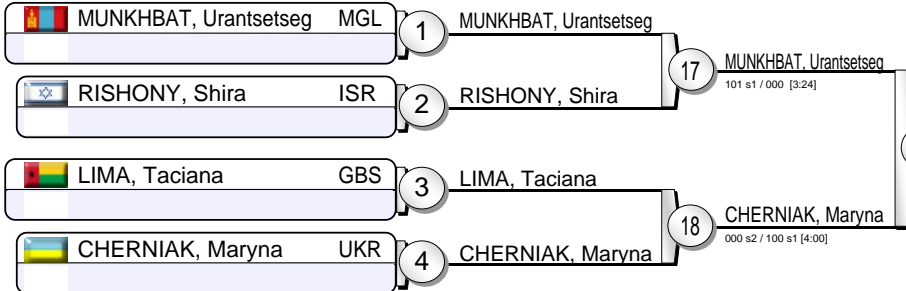 MUNKHBAT, Urantsetseg MGL
1
MUNKHBAT, Urantsetseg
RISHONY, Shira ISR
2
RISHONY, Shira
17
MUNKHBAT, Urantsetseg
101 s1 / 000 [3:24]
LIMA, Taciana GBS
3
LIMA, Taciana
CHERNIAK, Maryna UKR
4
CHERNIAK, Maryna
18
CHERNIAK, Maryna
000 s2 / 100 s1 [4:00]